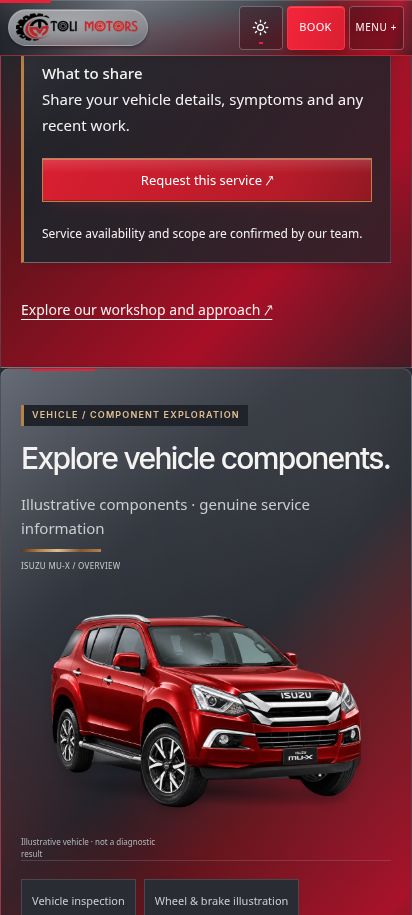 TOLI MOTORS
BOOK
MENU +
What to share
Share your vehicle details, symptoms and any
recent work.
Request this service ↗
Service availability and scope are confirmed by our team.
Explore our workshop and approach ↗
VEHICLE / COMPONENT EXPLORATION
Explore vehicle components.
Illustrative components · genuine service
information
ISUZU MU-X / OVERVIEW
ISUZU
mu-x
Illustrative vehicle · not a diagnostic
result
Vehicle inspection
Wheel & brake illustration